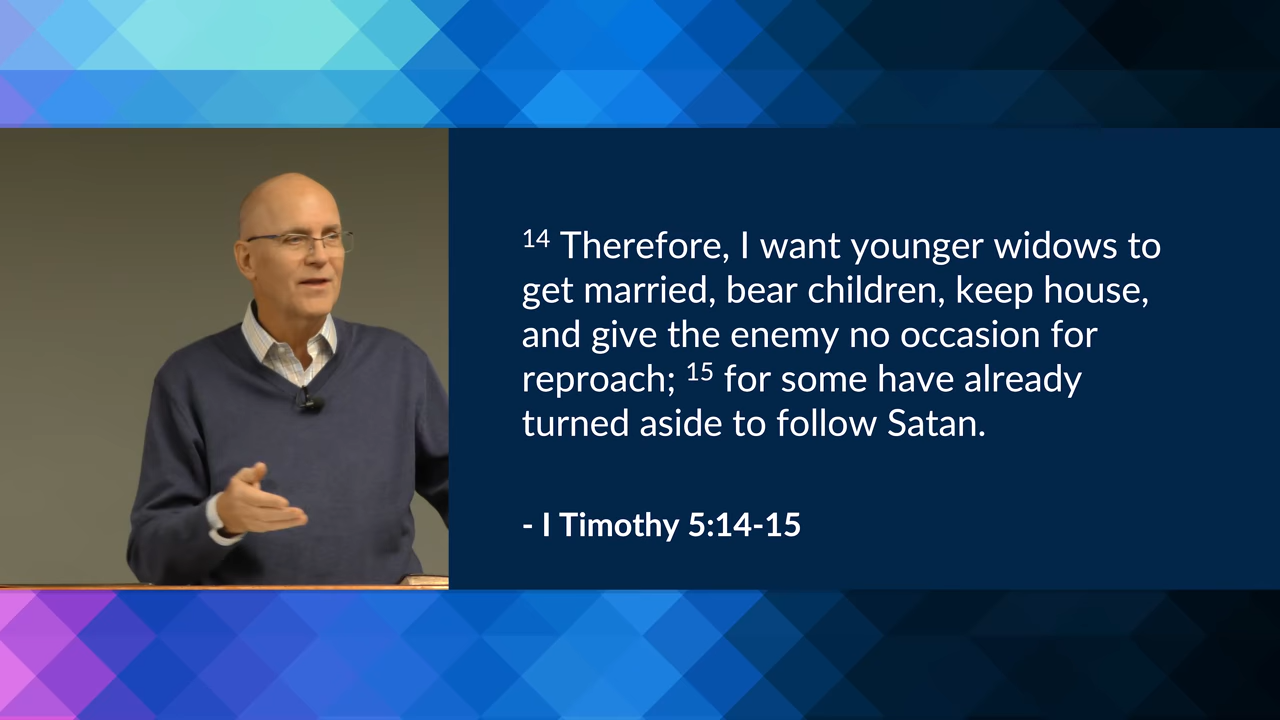 14 Therefore, I want younger widows to
get married, bear children, keep house,
and give the enemy no occasion for
reproach; 15 for some have already
turned aside to follow Satan.
- I Timothy 5:14-15